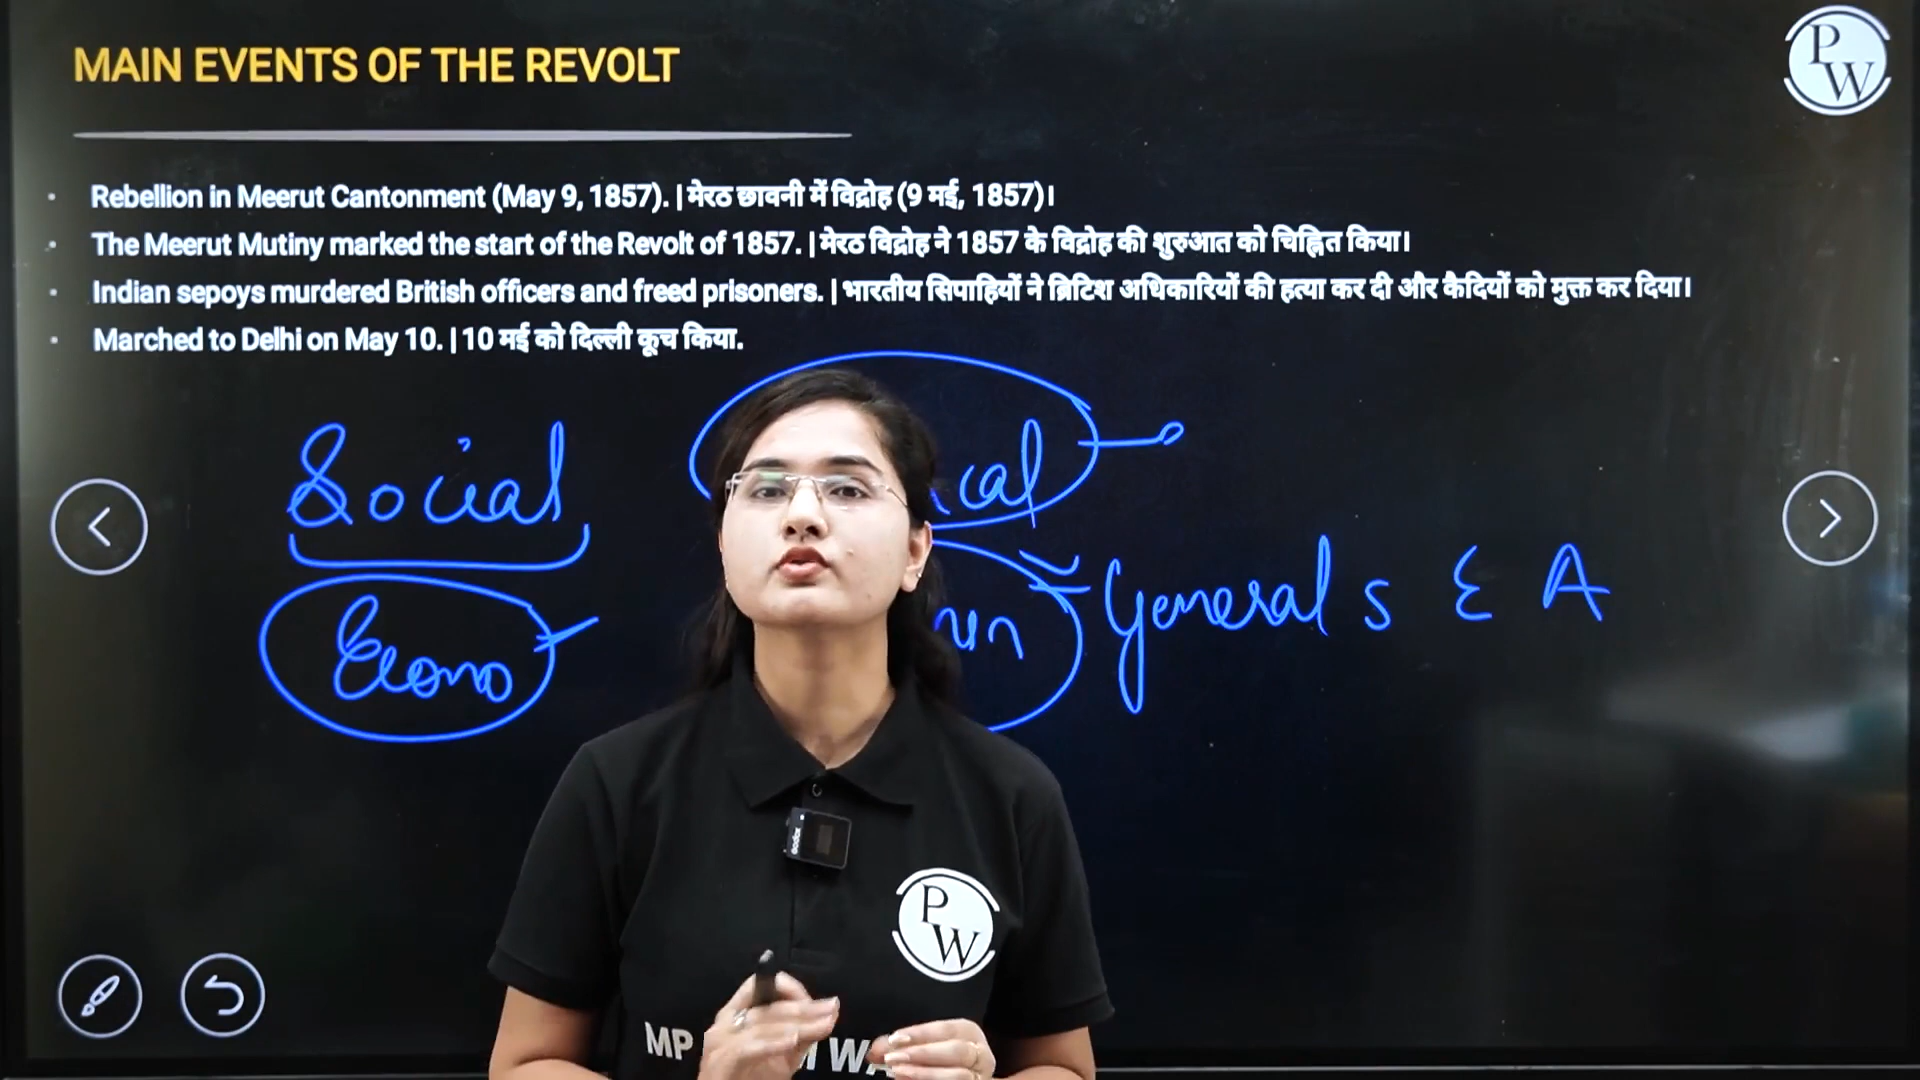 MAIN EVENTS OF THE REVOLT
P
W
• Rebellion in Meerut Cantonment (May 9, 1857). | मेरठ छावनी में विद्रोह (9 मई, 1857)।
• The Meerut Mutiny marked the start of the Revolt of 1857. | मेरठ विद्रोह ने 1857 के विद्रोह की शुरुआत को चिह्नित किया।
• Indian sepoys murdered British officers and freed prisoners. | भारतीय सिपाहियों ने ब्रिटिश अधिकारियों की हत्या कर दी और कैदियों को मुक्त कर दिया।
• Marched to Delhi on May 10. | 10 मई को दिल्ली कूच किया.
Social
cal
Econo
General S E A
P
W
MP